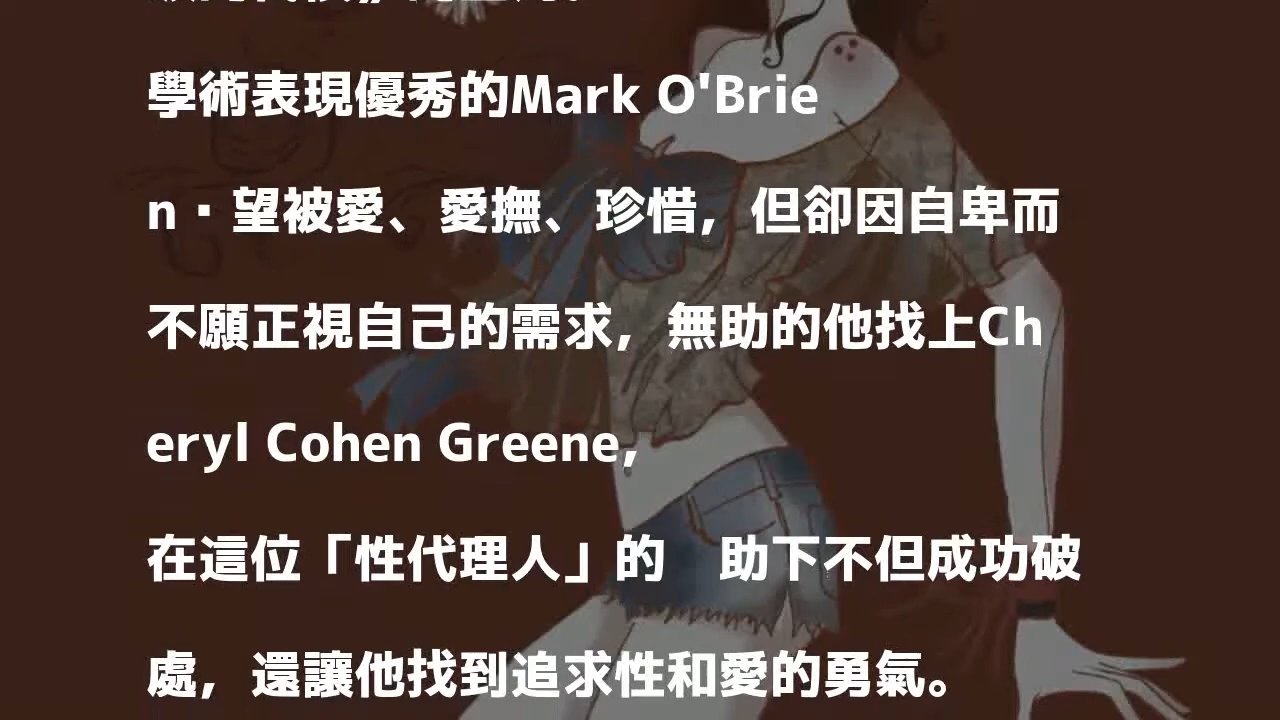 學術表現優秀的Mark O'Brie
n·望被愛、愛撫、珍惜，但卻因自卑而
不願正視自己的需求，無助的他找上Ch
eryl Cohen Greene，
在這位「性代理人」的　助下不但成功破
處，還讓他找到追求性和愛的勇氣。